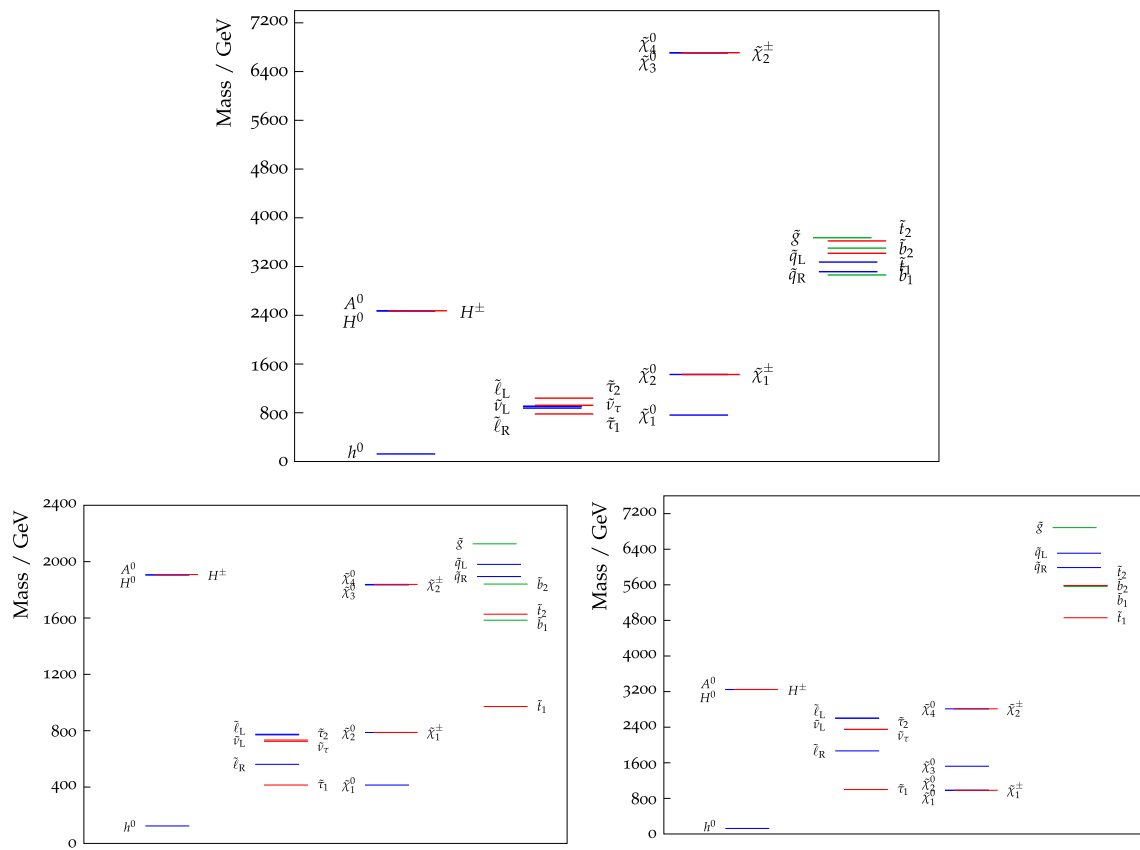 Mass / GeV
7200
6400
5600
4800
4000
3200
2400
1600
800
0
A⁰
H⁰
H±
h⁰
ℓ̃L
ν̃L
ℓ̃R
τ̃2
ν̃τ
τ̃1
χ̃⁰4
χ̃⁰3
χ̃±2
χ̃⁰2
χ̃±1
χ̃⁰1
g̃
q̃L
q̃R
t̃2
b̃2
t̃1
b̃1
Mass / GeV
2400
2000
1600
1200
800
400
0
A⁰
H⁰
H±
h⁰
ℓ̃L
ν̃L
ℓ̃R
τ̃2
ν̃τ
τ̃1
χ̃⁰4
χ̃⁰3
χ̃±2
χ̃⁰2
χ̃±1
χ̃⁰1
g̃
q̃L
q̃R
b̃2
t̃2
b̃1
t̃1
Mass / GeV
7200
6400
5600
4800
4000
3200
2400
1600
800
0
A⁰
H⁰
H±
h⁰
ℓ̃L
ν̃L
ℓ̃R
τ̃2
ν̃τ
τ̃1
χ̃⁰4
χ̃±2
χ̃⁰3
χ̃⁰2
χ̃⁰1
χ̃±1
g̃
q̃L
q̃R
t̃2
b̃2
b̃1
t̃1